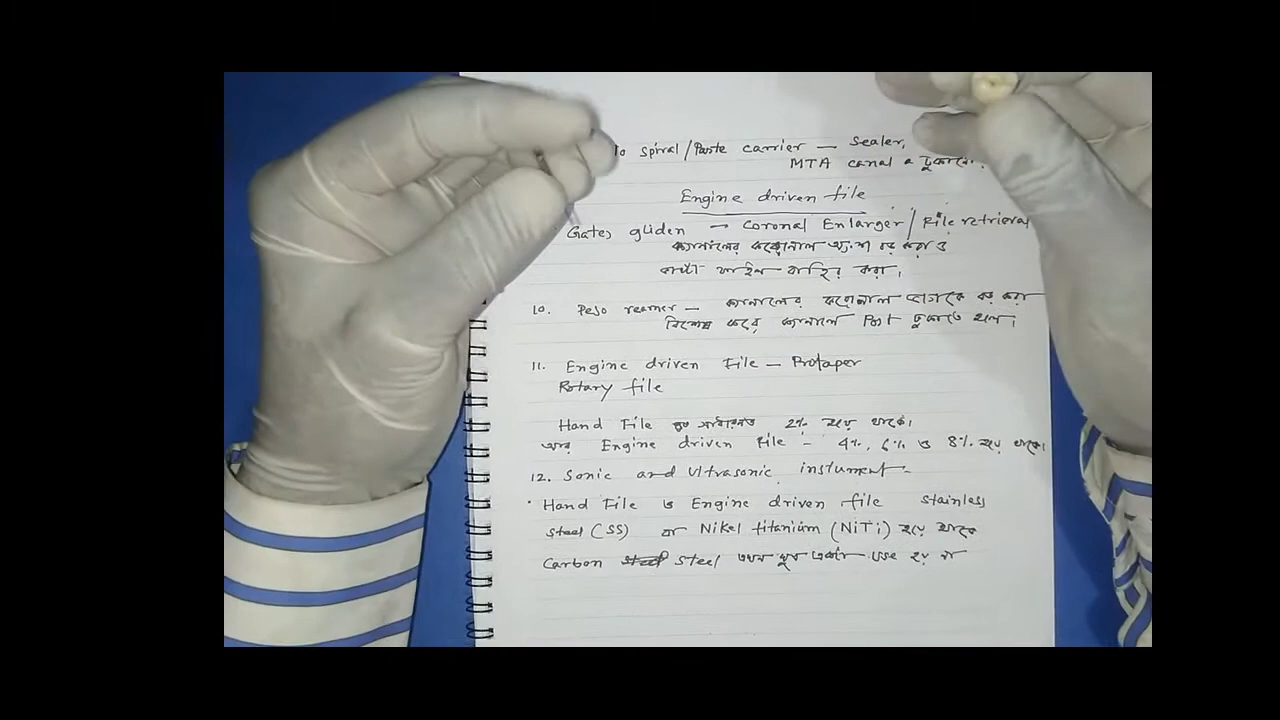 spiral/Paste carrier — Sealer,
MTA canal এ ঢুকানো।
Engine driven file
Gates gliden → Coronal Enlarger/File retrieval
ক্যানালের করোনাল অংশ বড় করা ও
ফাইল বাহির করা।
10. Peso reamer — ক্যানালের করোনাল ভাগকে বড় করা
বিশেষ করে ক্যানালে Post ঢুকাতে হলে।
11. Engine driven File — Protaper
Rotary file
Hand File সাধারনত 2% হয়ে থাকে।
আর Engine driven File - 4%, 6% ও 8% হয়ে থাকে।
12. Sonic and Ultrasonic instument -
• Hand File ও Engine driven file stainless
steel (SS) বা Nikel titanium (NiTi) হয়ে থাকে
Carbon steel এখন খুব একটা use হয় না